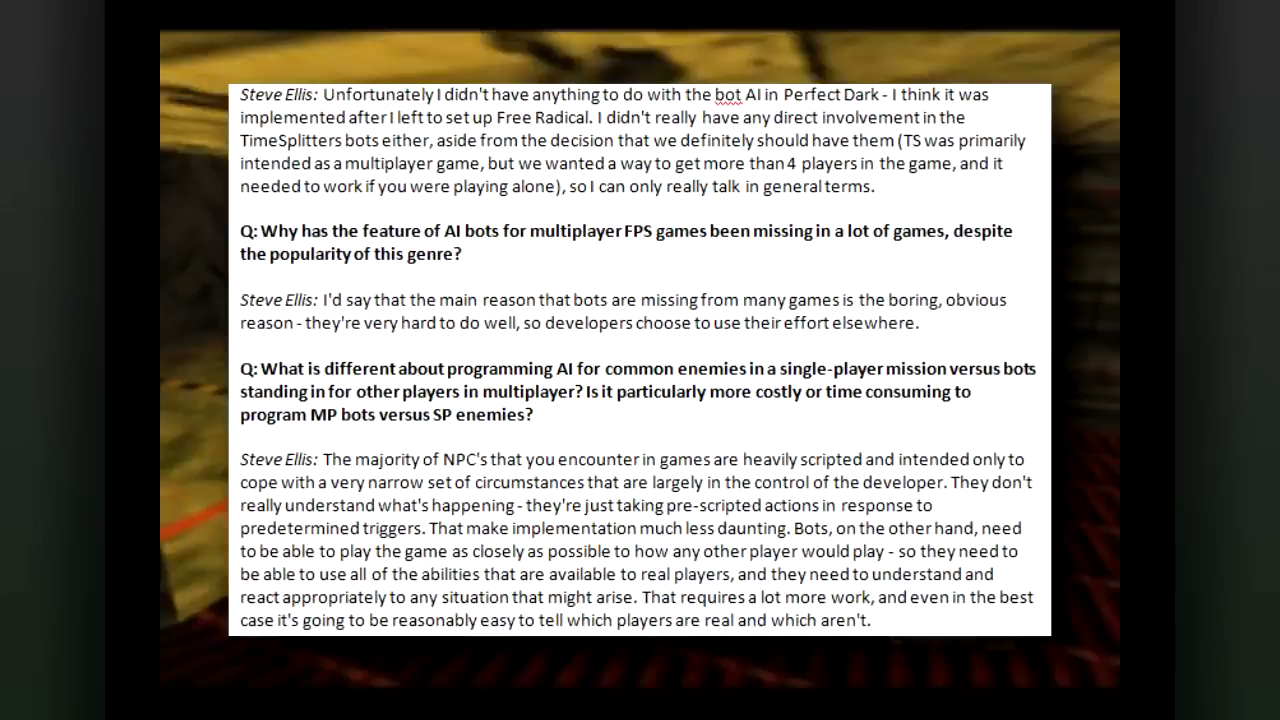 Steve Ellis: Unfortunately I didn't have anything to do with the bot AI in Perfect Dark - I think it was
implemented after I left to set up Free Radical. I didn't really have any direct involvement in the
TimeSplitters bots either, aside from the decision that we definitely should have them (TS was primarily
intended as a multiplayer game, but we wanted a way to get more than 4 players in the game, and it
needed to work if you were playing alone), so I can only really talk in general terms.
Q: Why has the feature of AI bots for multiplayer FPS games been missing in a lot of games, despite
the popularity of this genre?
Steve Ellis: I'd say that the main reason that bots are missing from many games is the boring, obvious
reason - they're very hard to do well, so developers choose to use their effort elsewhere.
Q: What is different about programming AI for common enemies in a single-player mission versus bots
standing in for other players in multiplayer? Is it particularly more costly or time consuming to
program MP bots versus SP enemies?
Steve Ellis: The majority of NPC's that you encounter in games are heavily scripted and intended only to
cope with a very narrow set of circumstances that are largely in the control of the developer. They don't
really understand what's happening - they're just taking pre-scripted actions in response to
predetermined triggers. That make implementation much less daunting. Bots, on the other hand, need
to be able to play the game as closely as possible to how any other player would play - so they need to
be able to use all of the abilities that are available to real players, and they need to understand and
react appropriately to any situation that might arise. That requires a lot more work, and even in the best
case it's going to be reasonably easy to tell which players are real and which aren't.